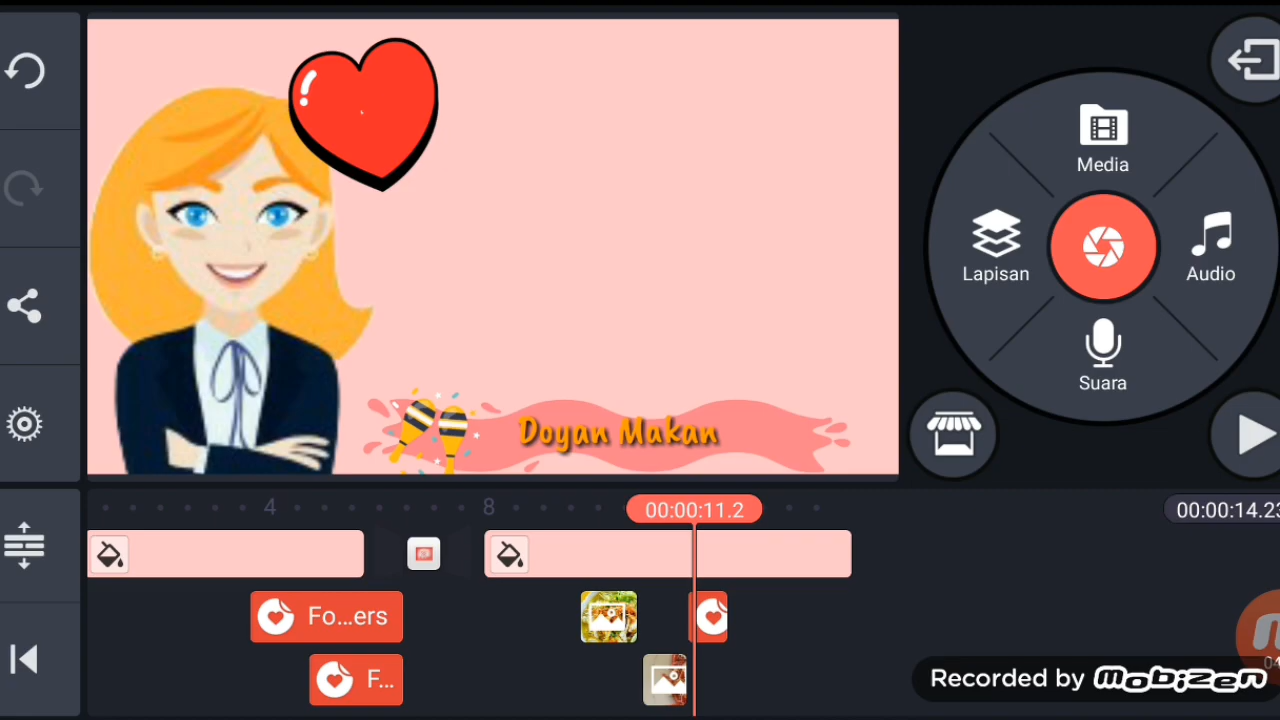 Media
Lapisan
Audio
Suara
Doyan Makan
4
8
00:00:11.2
00:00:14.23
Fo...ers
F...
04
Recorded by mobizen